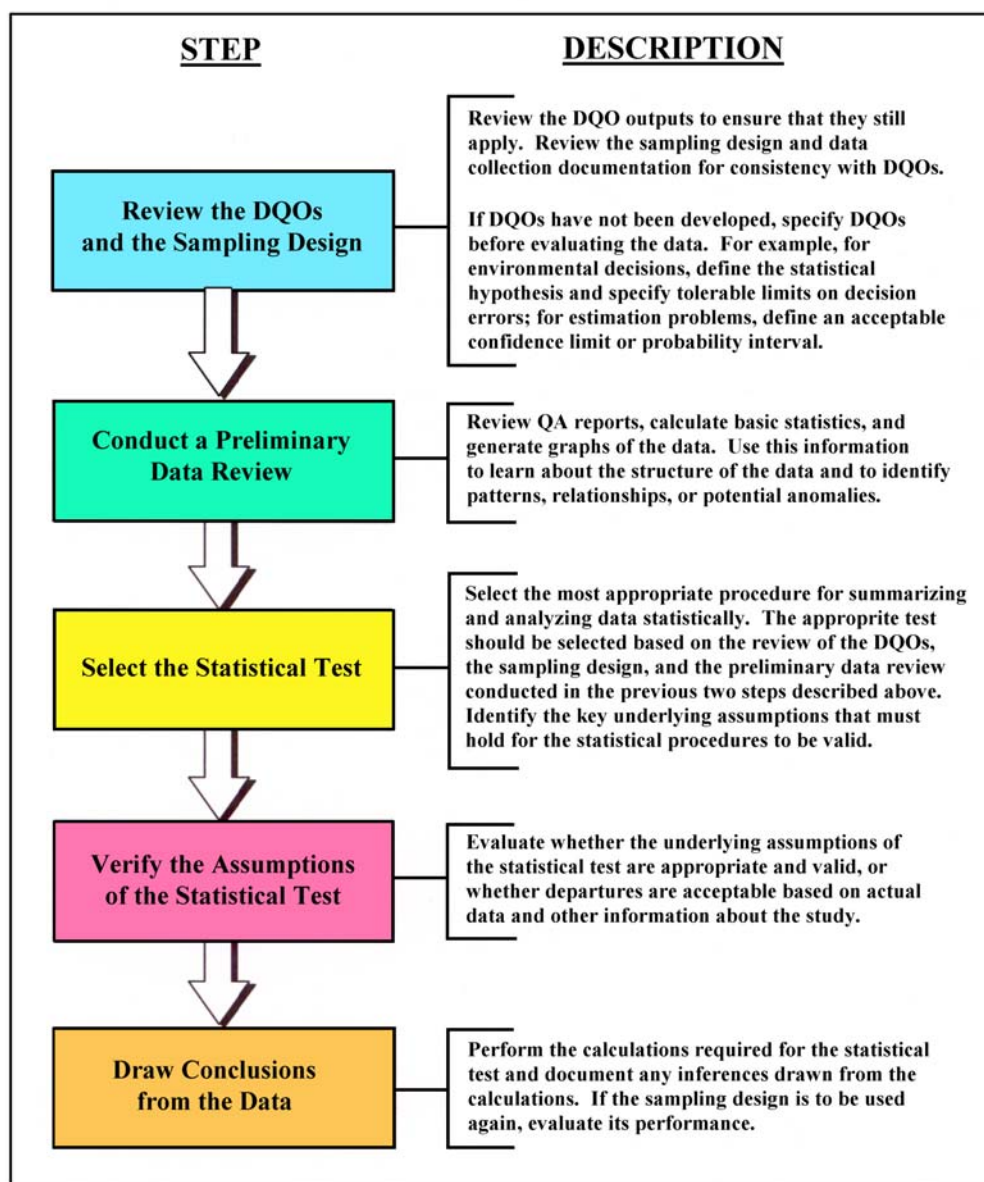 STEP
DESCRIPTION
Review the DQOs
and the Sampling Design
Review the DQO outputs to ensure that they still
apply. Review the sampling design and data
collection documentation for consistency with DQOs.
If DQOs have not been developed, specify DQOs
before evaluating the data. For example, for
environmental decisions, define the statistical
hypothesis and specify tolerable limits on decision
errors; for estimation problems, define an acceptable
confidence limit or probability interval.
Conduct a Preliminary
Data Review
Review QA reports, calculate basic statistics, and
generate graphs of the data. Use this information
to learn about the structure of the data and to identify
patterns, relationships, or potential anomalies.
Select the Statistical Test
Select the most appropriate procedure for summarizing
and analyzing data statistically. The approprite test
should be selected based on the review of the DQOs,
the sampling design, and the preliminary data review
conducted in the previous two steps described above.
Identify the key underlying assumptions that must
hold for the statistical procedures to be valid.
Verify the Assumptions
of the Statistical Test
Evaluate whether the underlying assumptions of
the statistical test are appropriate and valid, or
whether departures are acceptable based on actual
data and other information about the study.
Draw Conclusions
from the Data
Perform the calculations required for the statistical
test and document any inferences drawn from the
calculations. If the sampling design is to be used
again, evaluate its performance.